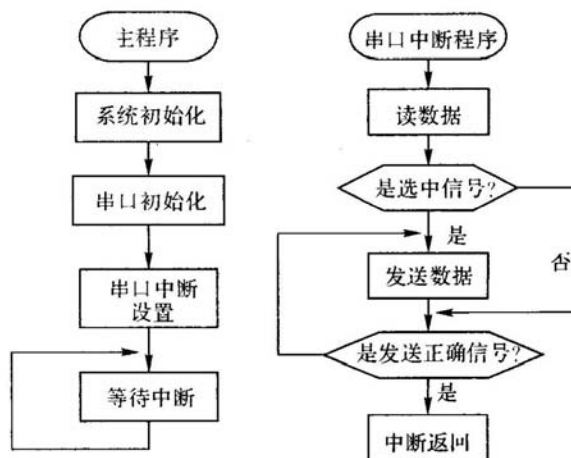 主程序
系统初始化
串口初始化
串口中断
设置
等待中断
串口中断程序
读数据
是选中信号?
是
否
发送数据
是发送正确信号?
是
中断返回